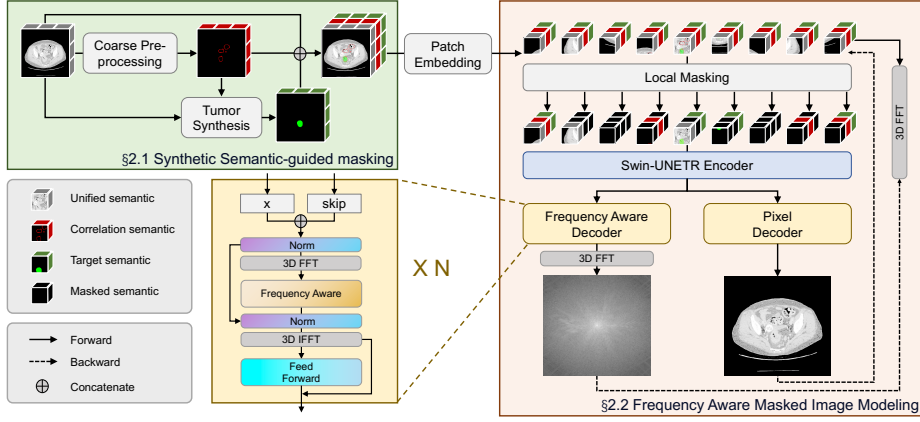 Coarse Pre-
processing
Tumor
Synthesis
§2.1 Synthetic Semantic-guided masking
Patch
Embedding
Local Masking
3D FFT
Swin-UNETR Encoder
Frequency Aware
Decoder
Pixel
Decoder
3D FFT
§2.2 Frequency Aware Masked Image Modeling
Unified semantic
Correlation semantic
Target semantic
Masked semantic
Forward
Backward
Concatenate
x
skip
Norm
3D FFT
Frequency Aware
Norm
3D IFFT
Feed
Forward
X N